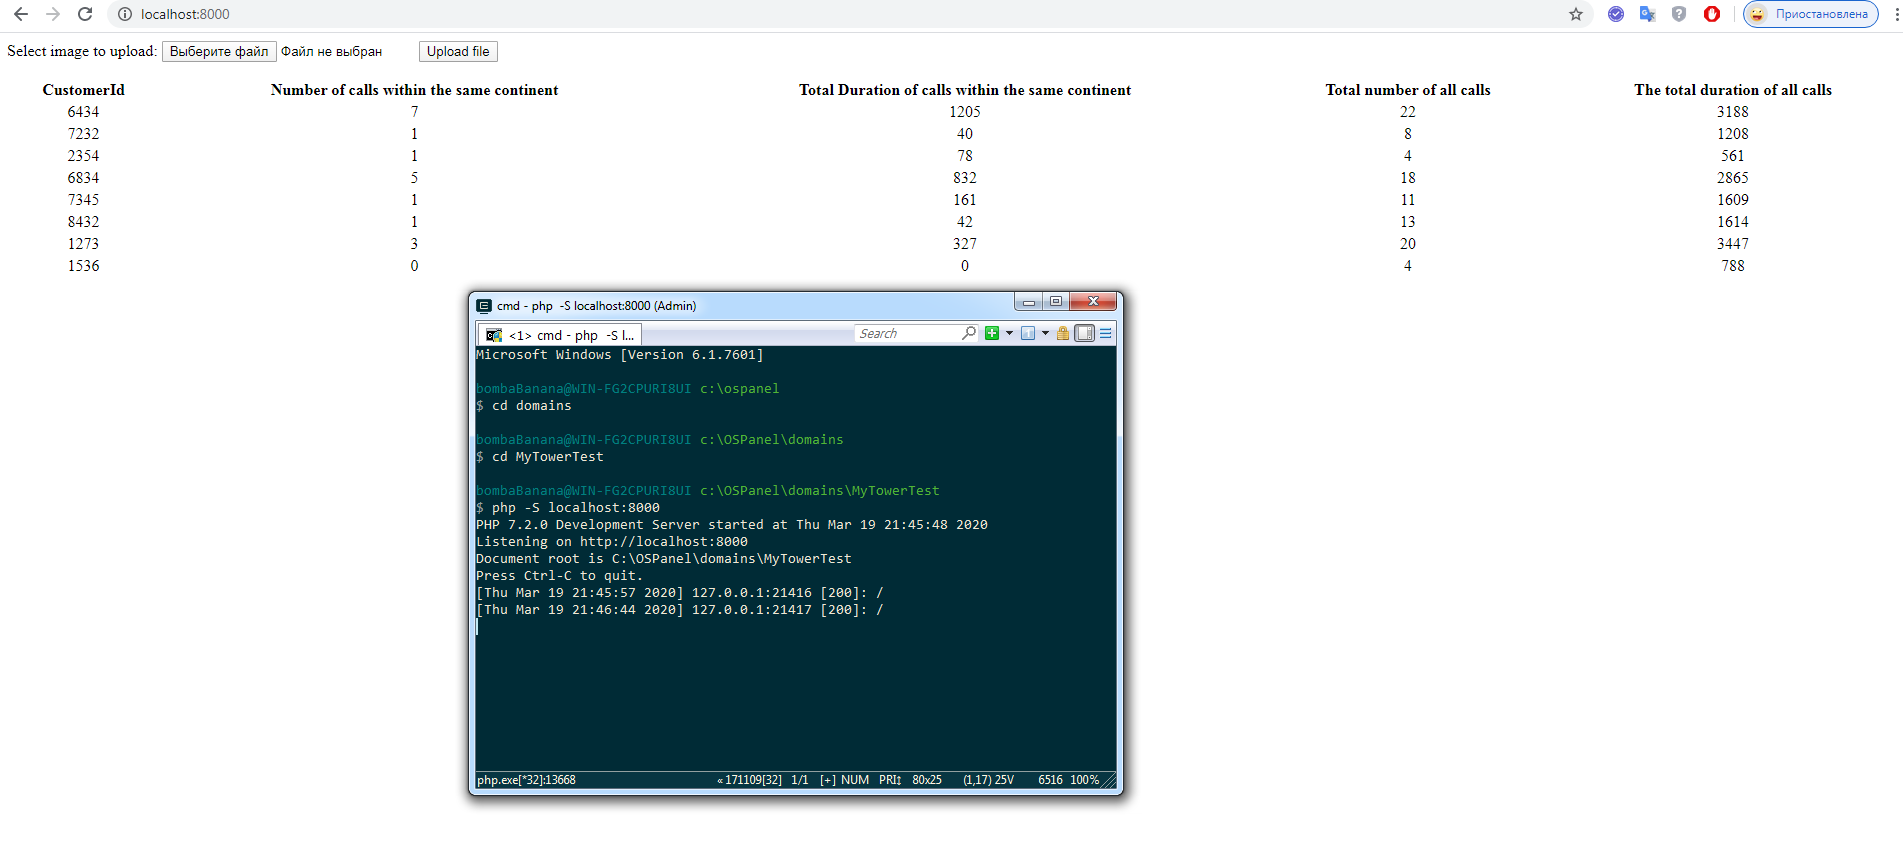 localhost:8000
Приостановлена
Select image to upload: Выберите файл Файл не выбран Upload file
CustomerId Number of calls within the same continent Total Duration of calls within the same continent Total number of all calls The total duration of all calls
6434 7 1205 22 3188
7232 1 40 8 1208
2354 1 78 4 561
6834 5 832 18 2865
7345 1 161 11 1609
8432 1 42 13 1614
1273 3 327 20 3447
1536 0 0 4 788
cmd - php  -S localhost:8000 (Admin)
<1> cmd - php  -S l... Search
Microsoft Windows [Version 6.1.7601]
bombaBanana@WIN-FG2CPURI8UI c:\ospanel
$ cd domains
bombaBanana@WIN-FG2CPURI8UI c:\OSPanel\domains
$ cd MyTowerTest
bombaBanana@WIN-FG2CPURI8UI c:\OSPanel\domains\MyTowerTest
$ php -S localhost:8000
PHP 7.2.0 Development Server started at Thu Mar 19 21:45:48 2020
Listening on http://localhost:8000
Document root is C:\OSPanel\domains\MyTowerTest
Press Ctrl-C to quit.
[Thu Mar 19 21:45:57 2020] 127.0.0.1:21416 [200]: /
[Thu Mar 19 21:46:44 2020] 127.0.0.1:21417 [200]: /
php.exe[*32]:13668 «171109[32] 1/1 [+] NUM PRI↕ 80x25 (1,17) 25V 6516 100%